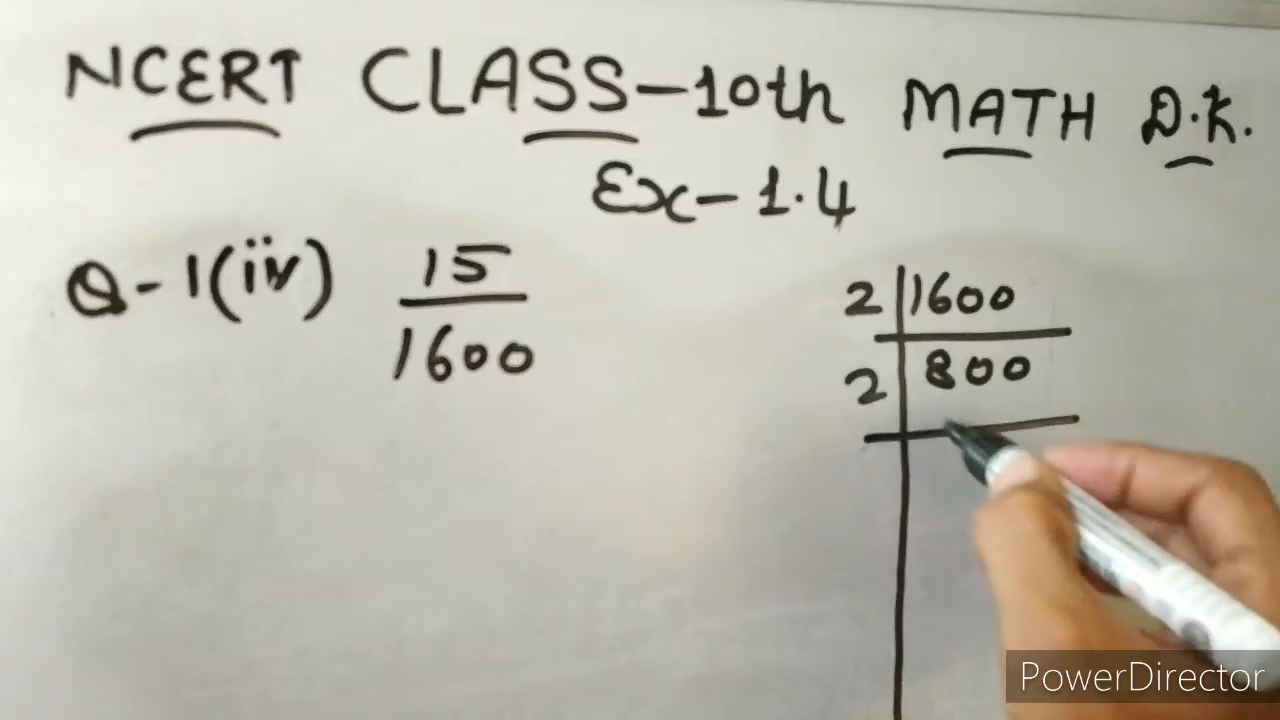 NCERT CLASS-10th MATH D.K.
Ex-1.4
Q-1(iv) 15/1600
2|1600
2|800
PowerDirector